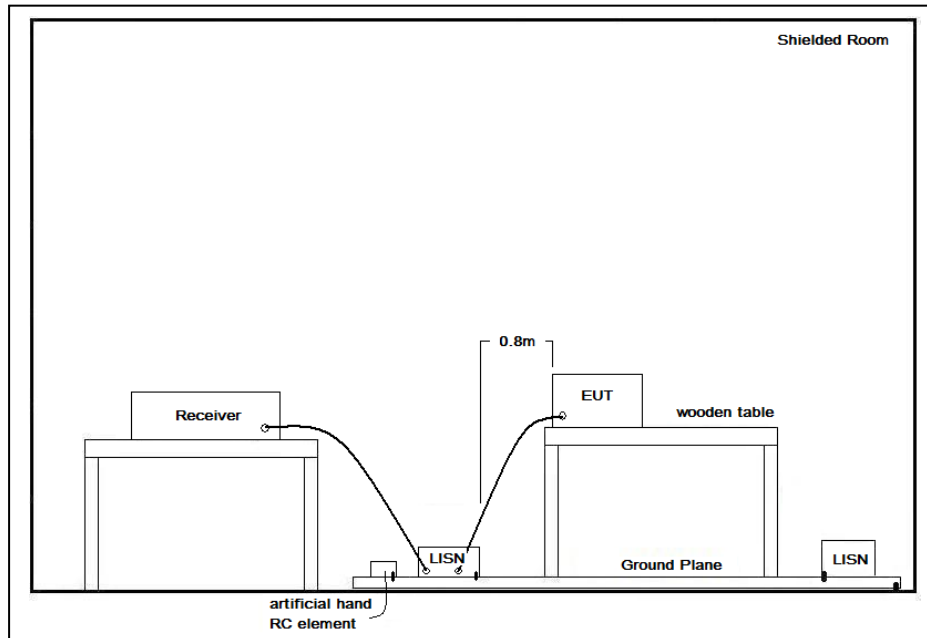 Shielded Room
0.8m
EUT
Receiver
wooden table
LISN
Ground Plane
LISN
artificial hand
RC element